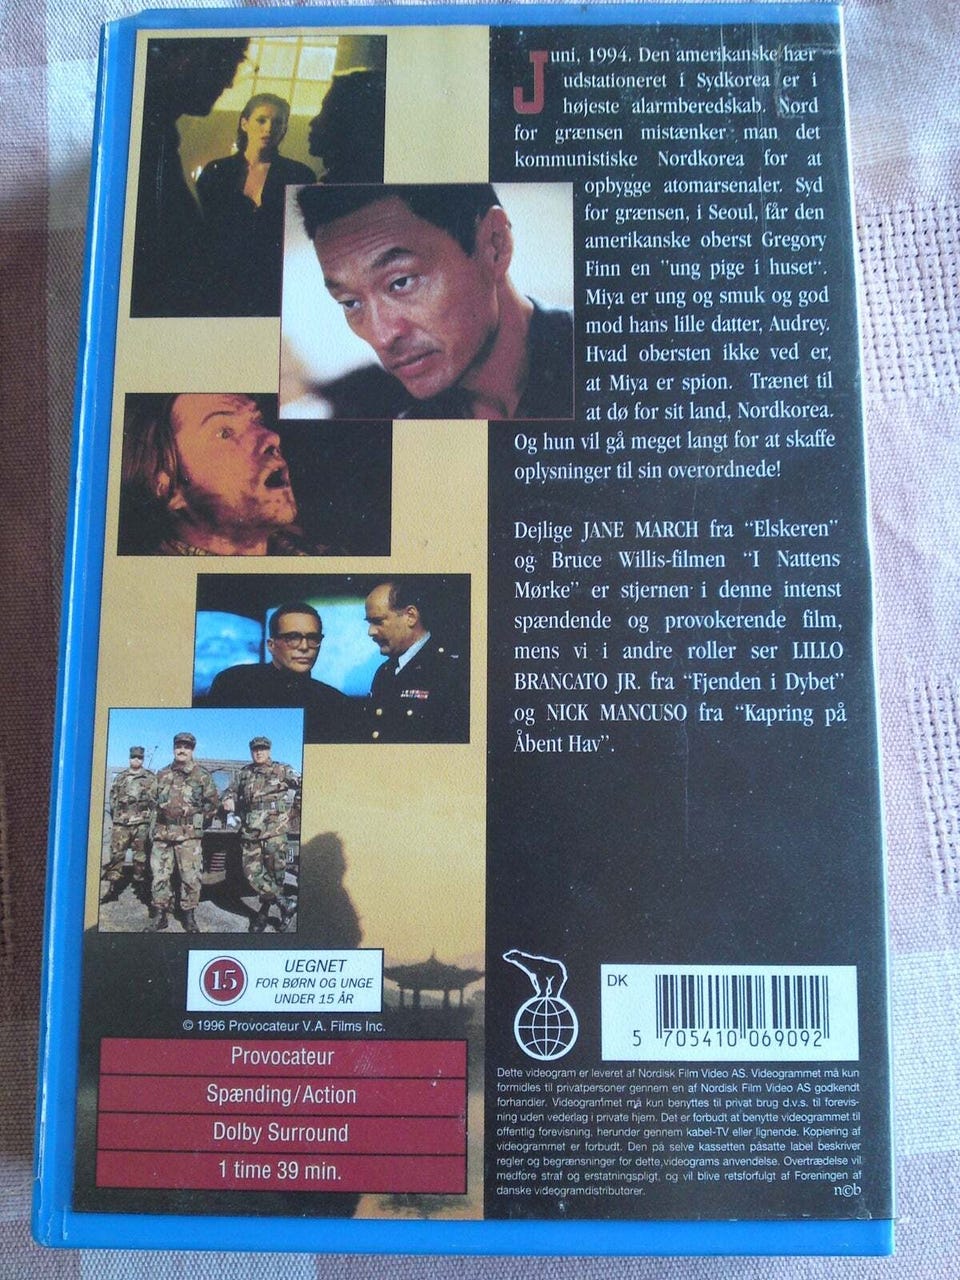 Juni, 1994. Den amerikanske hær
udstationeret i Sydkorea er i
højeste alarmberedskab. Nord
for grænsen mistænker man det
kommunistiske Nordkorea for at
opbygge atomarsenaler. Syd
for grænsen, i Seoul, får den
amerikanske oberst Gregory
Finn en "ung pige i huset".
Miya er ung og smuk og god
mod hans lille datter, Audrey.
Hvad obersten ikke ved er,
at Miya er spion. Trænet til
at dø for sit land, Nordkorea.
Og hun vil gå meget langt for at skaffe
oplysninger til sin overordnede!
Dejlige JANE MARCH fra "Elskeren"
og Bruce Willis-filmen "I Nattens
Mørke" er stjernen i denne intenst
spændende og provokerende film,
mens vi i andre roller ser LILLO
BRANCATO JR. fra "Fjenden i Dybet"
og NICK MANCUSO fra "Kapring på
Åbent Hav".
15
UEGNET
FOR BØRN OG UNGE
UNDER 15 ÅR
© 1996 Provocateur V.A. Films Inc.
Provocateur
Spænding/Action
Dolby Surround
1 time 39 min.
DK
5 705410 069092
Dette videogram er leveret af Nordisk Film Video AS. Videogrammet må kun
formidles til privatpersoner gennem en af Nordisk Film Video AS godkendt
forhandler. Videogrammet må kun benyttes til privat brug d.v.s. til forevis-
ning uden vederlag i private hjem. Det er forbudt at benytte videogrammet til
offentlig forevisning, herunder gennem kabel-TV eller lignende. Kopiering af
videogrammet er forbudt. Den på selve kassetten påsatte label beskriver
regler og begrænsninger for dette videograms anvendelse. Overtrædelse vil
medføre straf og erstatningspligt, og vil blive retsforfulgt af Foreningen af
danske videogramdistributører.
n©b